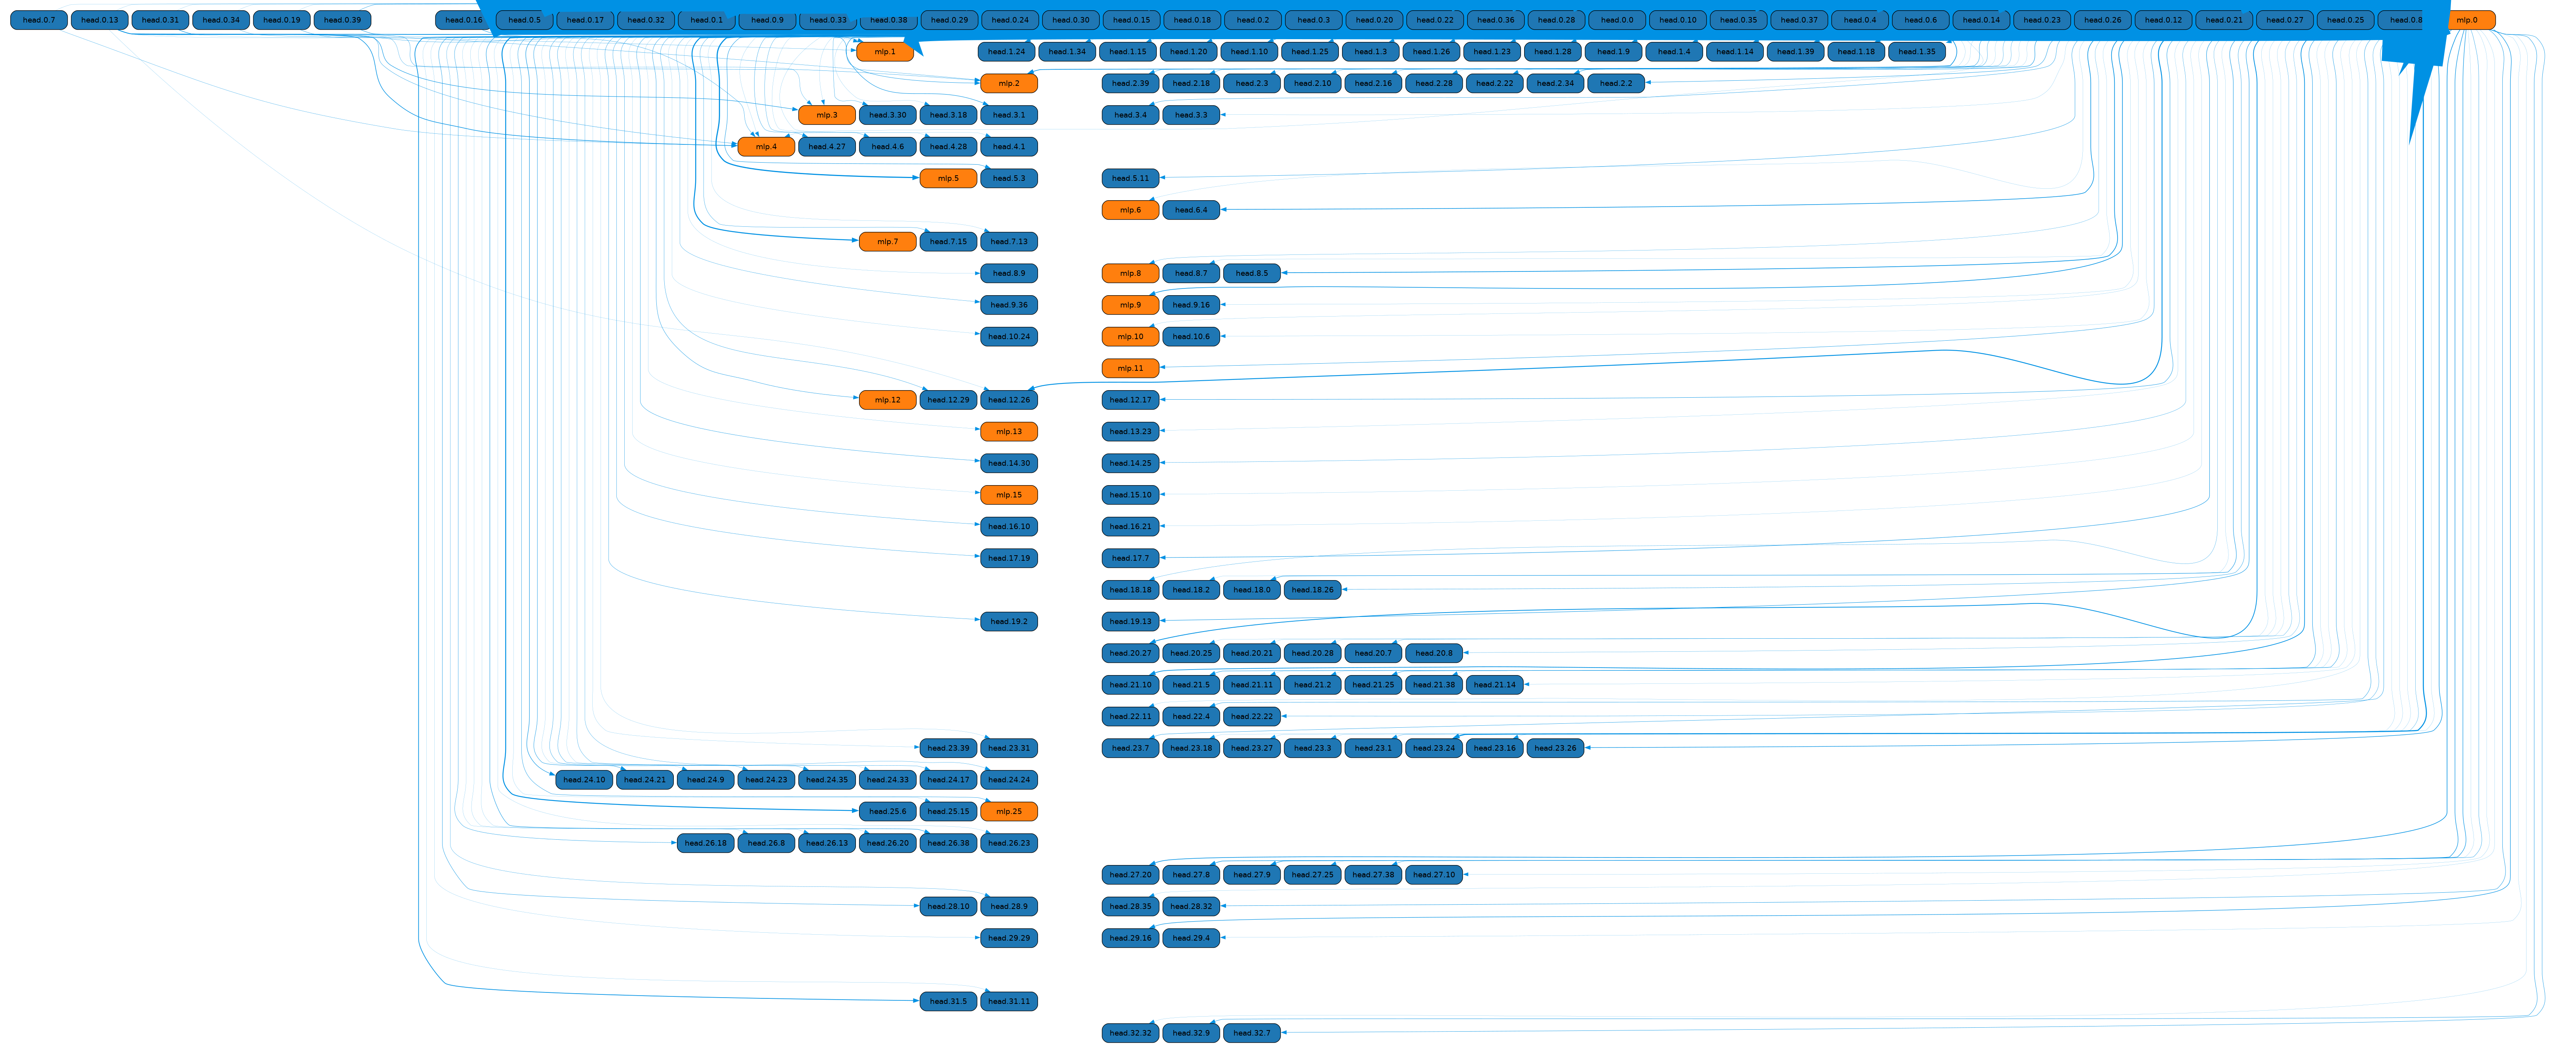 head.0.7 head.0.13 head.0.31 head.0.34 head.0.19 head.0.39 head.0.16 head.0.5 head.0.17 head.0.32 head.0.1 head.0.9 head.0.33 head.0.38 head.0.29 head.0.24 head.0.30 head.0.15 head.0.18 head.0.2 head.0.3 head.0.20 head.0.22 head.0.36 head.0.28 head.0.0 head.0.10 head.0.35 head.0.37 head.0.4 head.0.6 head.0.14 head.0.23 head.0.26 head.0.12 head.0.21 head.0.27 head.0.25 head.0.8 mlp.0
mlp.1 head.1.24 head.1.34 head.1.15 head.1.20 head.1.10 head.1.25 head.1.3 head.1.26 head.1.23 head.1.28 head.1.9 head.1.4 head.1.14 head.1.39 head.1.18 head.1.35
mlp.2 head.2.39 head.2.18 head.2.3 head.2.10 head.2.16 head.2.28 head.2.22 head.2.34 head.2.2
mlp.3 head.3.30 head.3.18 head.3.1 head.3.4 head.3.3
mlp.4 head.4.27 head.4.6 head.4.28 head.4.1
mlp.5 head.5.3 head.5.11
mlp.6 head.6.4
mlp.7 head.7.15 head.7.13
head.8.9 mlp.8 head.8.7 head.8.5
head.9.36 mlp.9 head.9.16
head.10.24 mlp.10 head.10.6
mlp.11
mlp.12 head.12.29 head.12.26 head.12.17
mlp.13 head.13.23
head.14.30 head.14.25
mlp.15 head.15.10
head.16.10 head.16.21
head.17.19 head.17.7
head.18.18 head.18.2 head.18.0 head.18.26
head.19.2 head.19.13
head.20.27 head.20.25 head.20.21 head.20.28 head.20.7 head.20.8
head.21.10 head.21.5 head.21.11 head.21.2 head.21.25 head.21.38 head.21.14
head.22.11 head.22.4 head.22.22
head.23.39 head.23.31 head.23.7 head.23.18 head.23.27 head.23.3 head.23.1 head.23.24 head.23.16 head.23.26
head.24.10 head.24.21 head.24.9 head.24.23 head.24.35 head.24.33 head.24.17 head.24.24
head.25.6 head.25.15 mlp.25
head.26.18 head.26.8 head.26.13 head.26.20 head.26.38 head.26.23
head.27.20 head.27.8 head.27.9 head.27.25 head.27.38 head.27.10
head.28.10 head.28.9 head.28.35 head.28.32
head.29.29 head.29.16 head.29.4
head.31.5 head.31.11
head.32.32 head.32.9 head.32.7